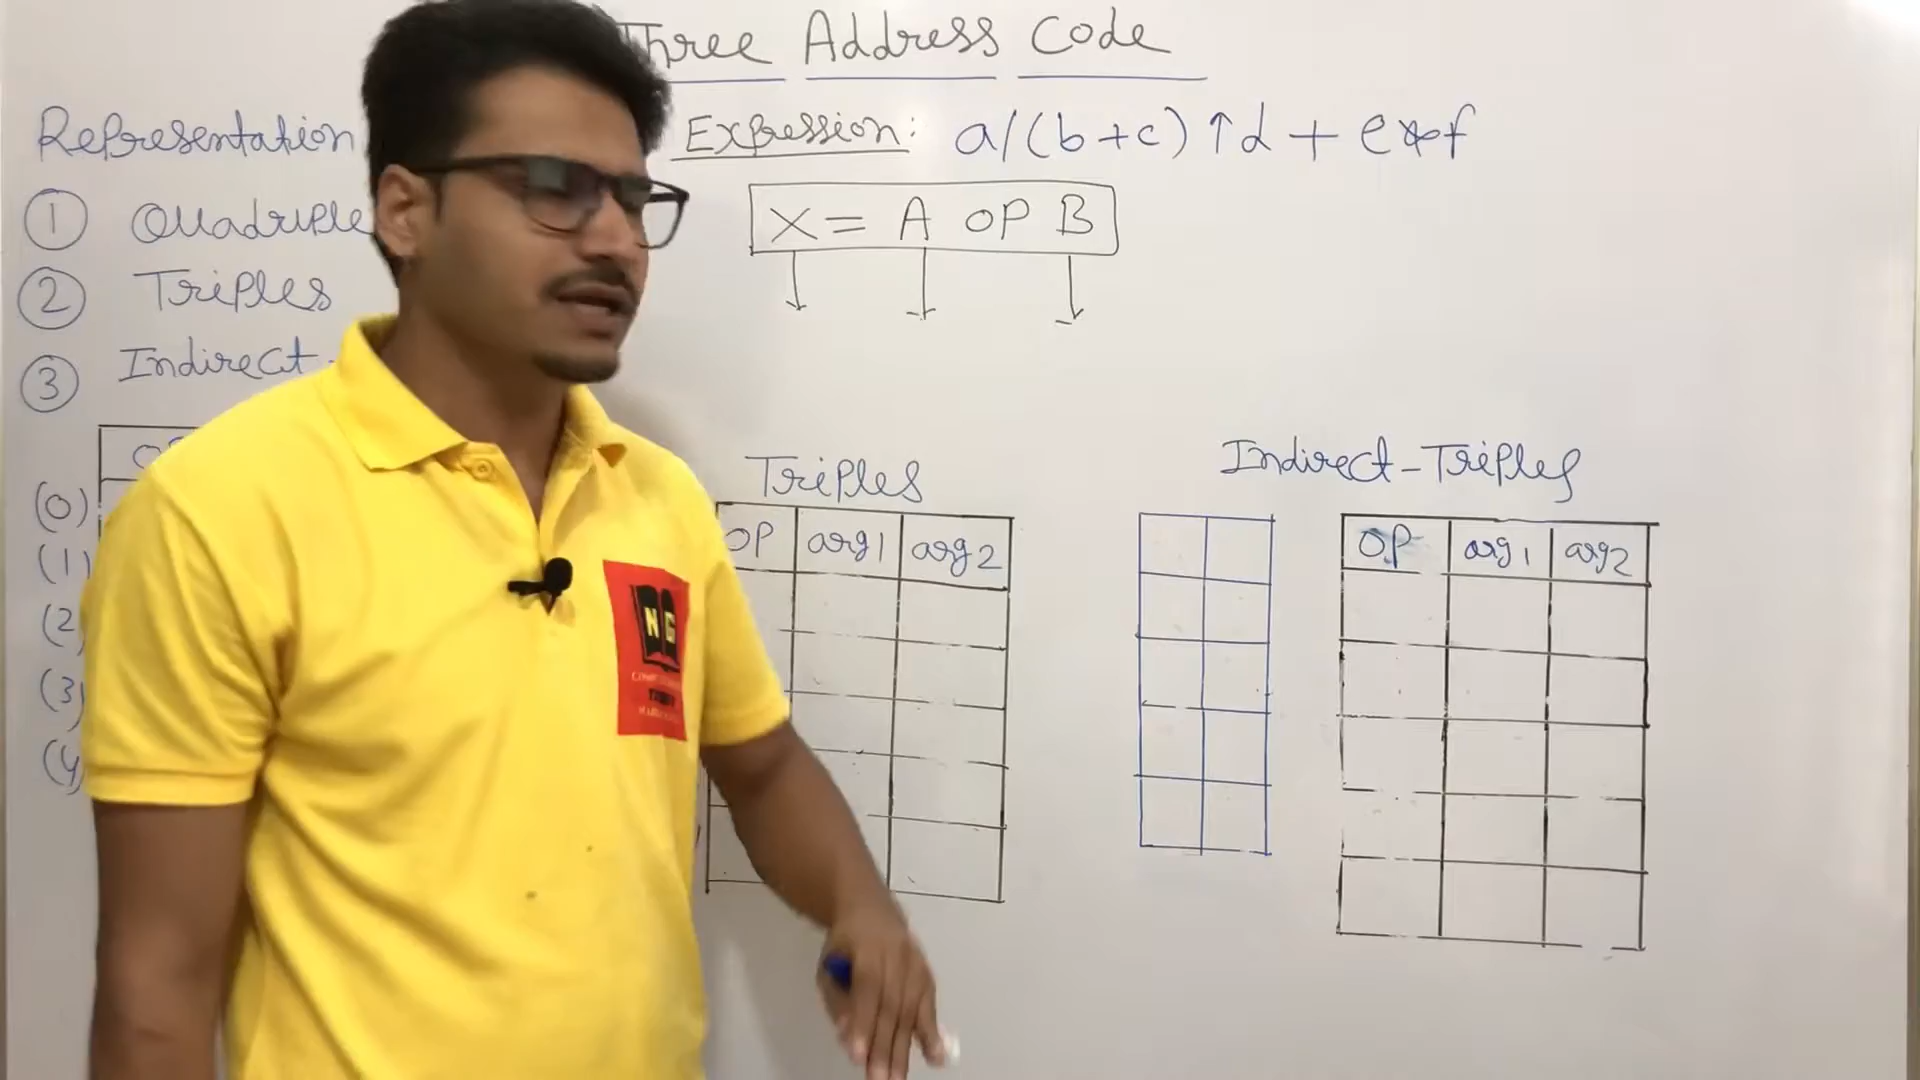 Three Address Code
Representation
Expression: a/(b+c)↑d + e*f
① Quadruple
② Triples
③ Indirect-
X = A OP B
Triples
Indirect-Triples
(0)
(1)
(2)
(3)
(4)
OP arg1 arg2
OP arg1 arg2
NG